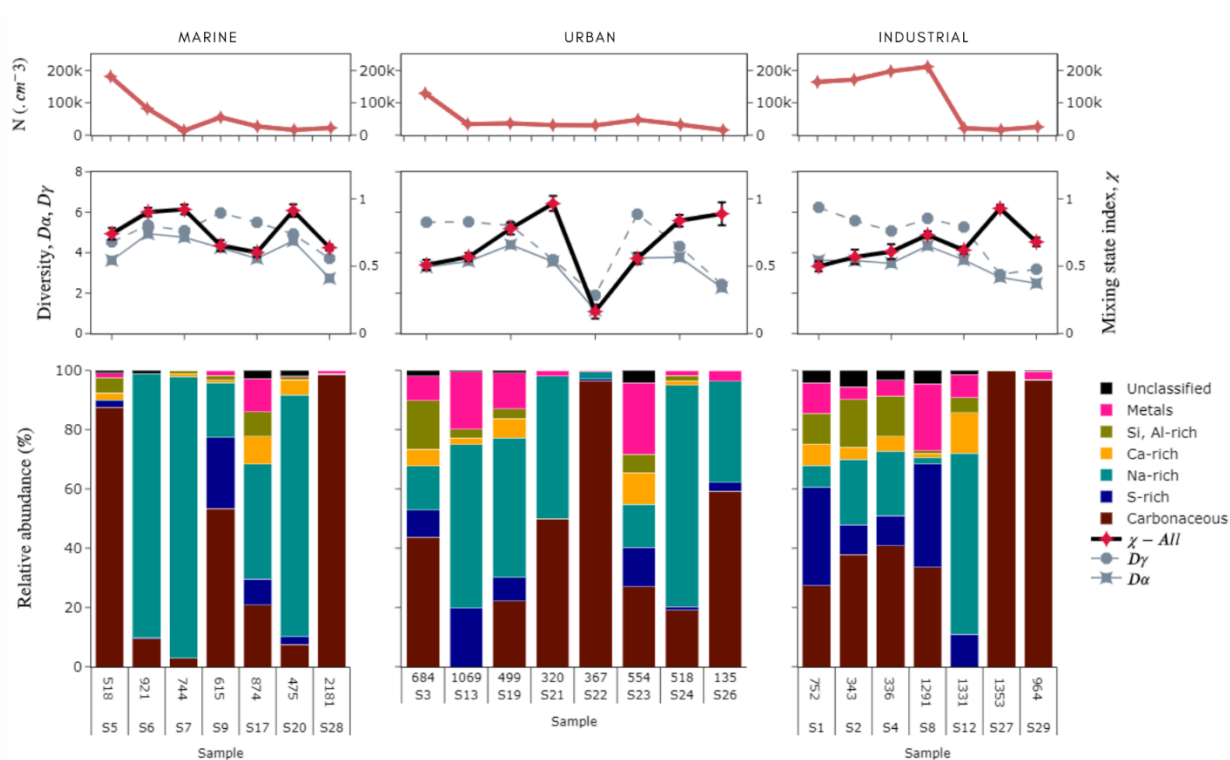 MARINE URBAN INDUSTRIAL
N (. cm⁻3)
200k 200k 200k 200k
100k 100k 100k 100k
0 0 0 0
Diversity, Dα, Dγ
8
6
4
2
0
1 1 1
0.5 0.5 0.5
0 0 0
Mixing state index, χ
Relative abundance (%)
100
80
60
40
20
0
Unclassified
Metals
Si, Al-rich
Ca-rich
Na-rich
S-rich
Carbonaceous
χ − All
Dγ
Dα
518 921 744 615 874 475 2181
S5 S6 S7 S9 S17 S20 S28
Sample
684 1069 499 320 367 554 518 135
S3 S13 S19 S21 S22 S23 S24 S26
Sample
752 343 336 1291 1331 1353 964
S1 S2 S4 S8 S12 S27 S29
Sample